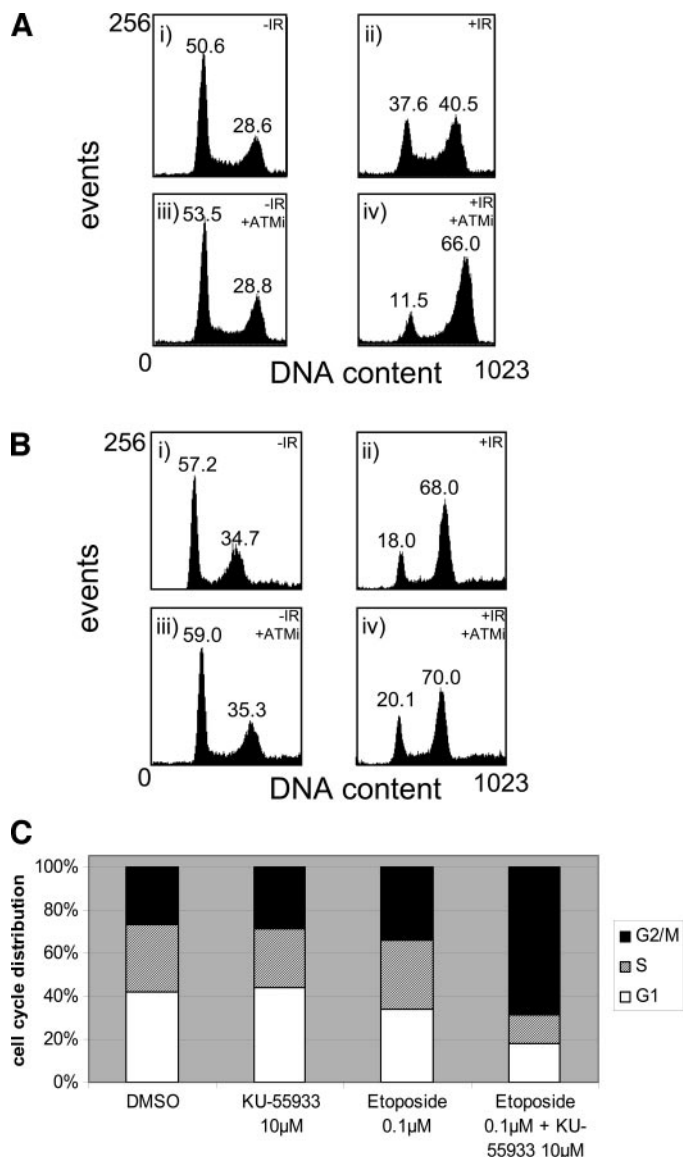 A
256
i)
-IR
50.6
28.6
ii)
+IR
37.6
40.5
events
iii)
-IR
+ATMi
53.5
28.8
iv)
+IR
+ATMi
11.5
66.0
0
DNA content
1023
B
256
i)
-IR
57.2
34.7
ii)
+IR
18.0
68.0
events
iii)
-IR
+ATMi
59.0
35.3
iv)
+IR
+ATMi
20.1
70.0
0
DNA content
1023
C
cell cycle distribution
100%
80%
60%
40%
20%
0%
DMSO
KU-55933
10µM
Etoposide
0.1µM
Etoposide
0.1µM + KU-
55933 10µM
G2/M
S
G1